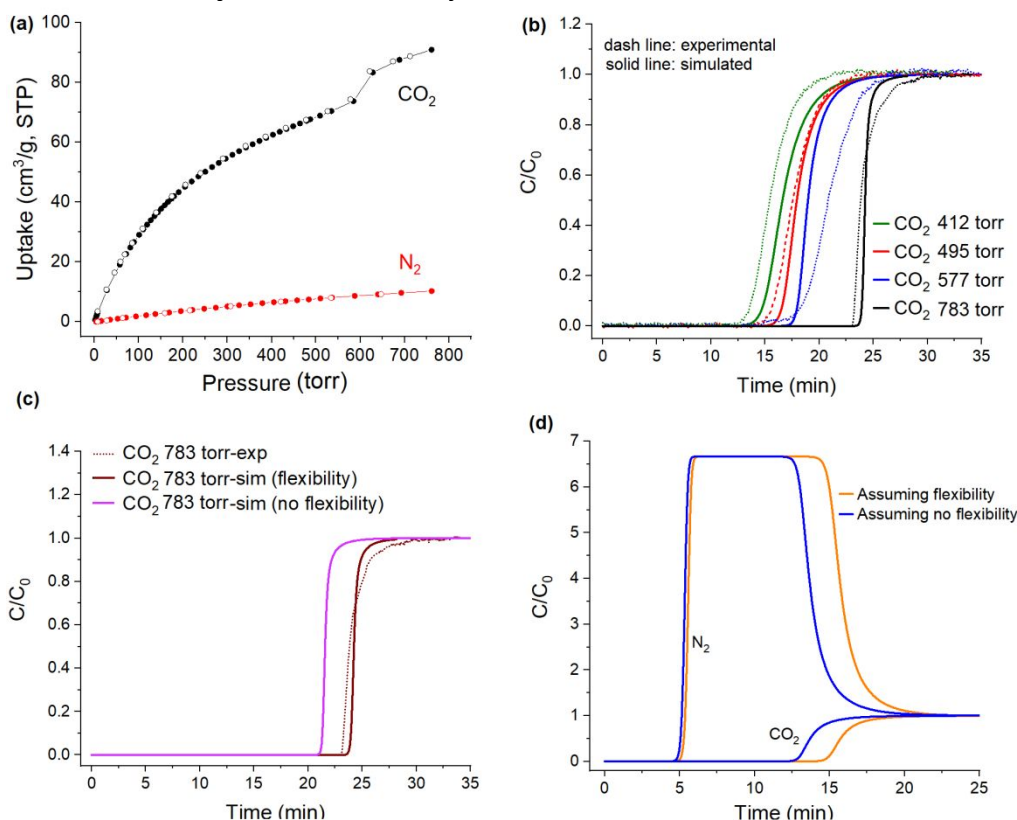 (a)
100
80
60
40
20
0
Uptake (cm³/g, STP)
CO₂
N₂
0 100 200 300 400 500 600 700 800
Pressure (torr)
(b)
1.2
1.0
0.8
0.6
0.4
0.2
0.0
C/C₀
dash line: experimental
solid line: simulated
CO₂ 412 torr
CO₂ 495 torr
CO₂ 577 torr
CO₂ 783 torr
0 5 10 15 20 25 30 35
Time (min)
(c)
1.4
1.2
1.0
0.8
0.6
0.4
0.2
0.0
C/C₀
CO₂ 783 torr-exp
CO₂ 783 torr-sim (flexibility)
CO₂ 783 torr-sim (no flexibility)
0 5 10 15 20 25 30 35
Time (min)
(d)
7
6
5
4
3
2
1
0
C/C₀
Assuming flexibility
Assuming no flexibility
N₂
CO₂
0 5 10 15 20 25
Time (min)